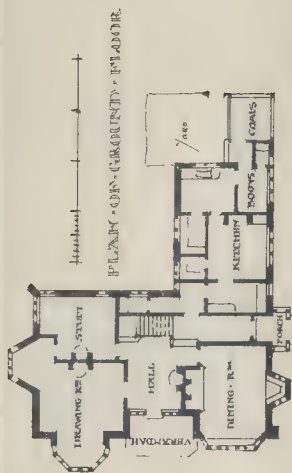 PLAN · OF · GROUND · FLOOR
YARD
COALS
BOOTS
KITCHEN
STUDY
DRAWING RM
HALL
VERANDAH
DINING · RM
PORCH